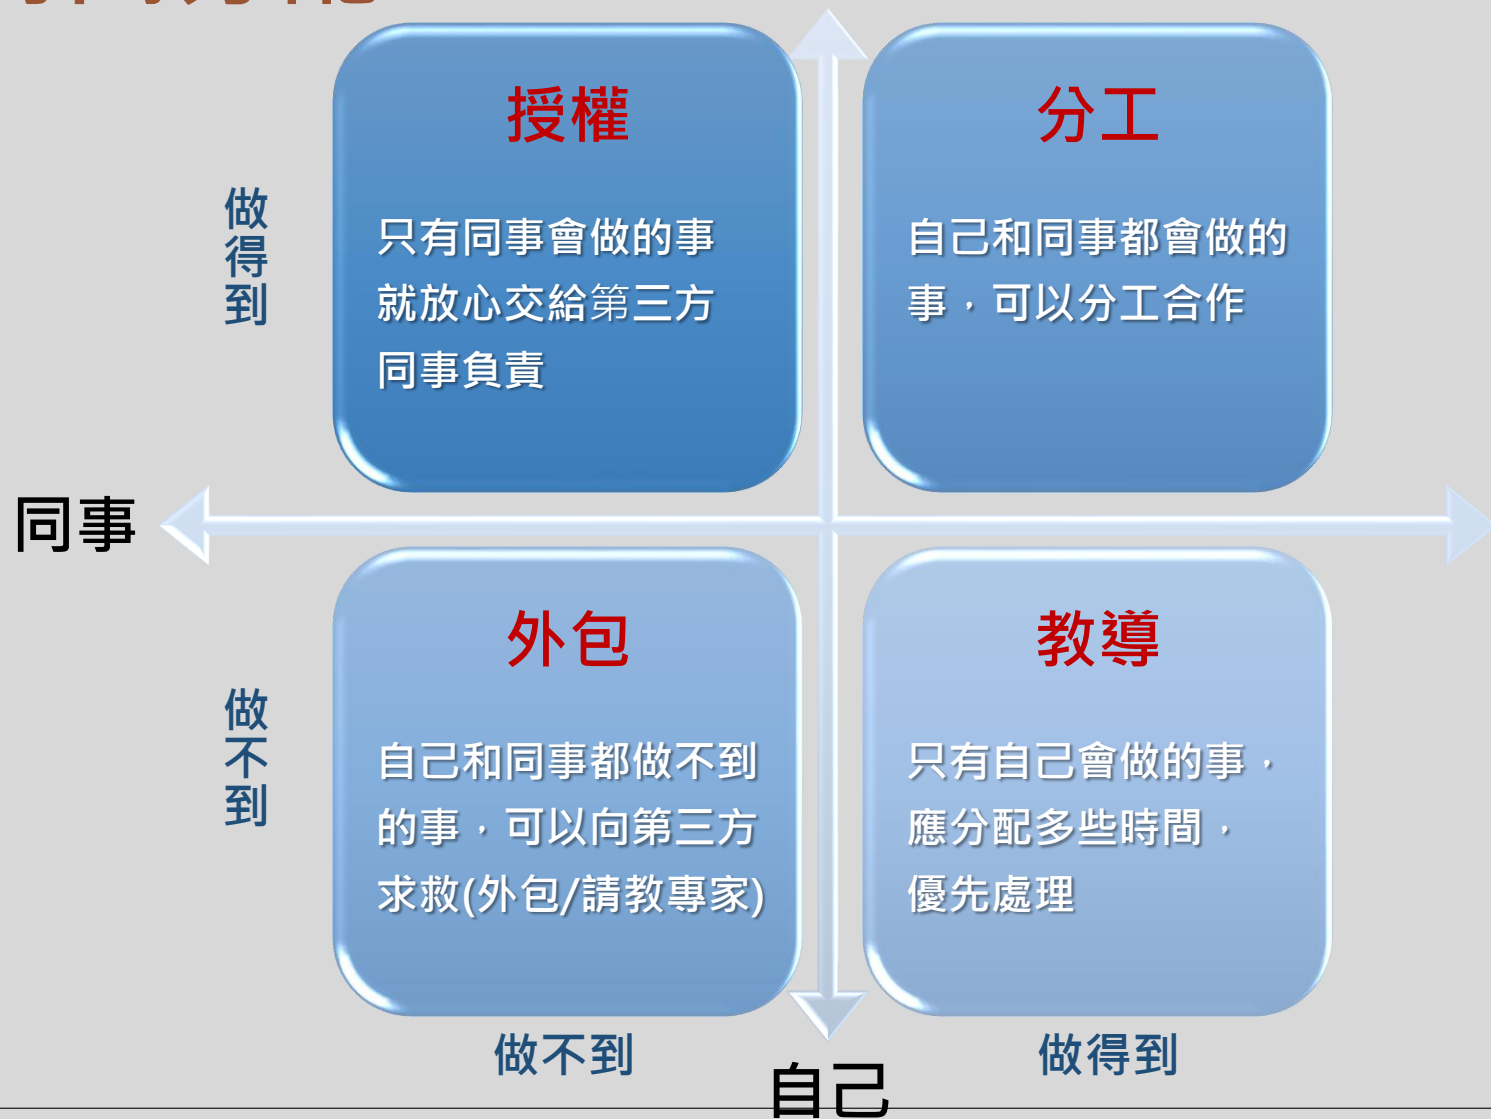 授權
只有同事會做的事
就放心交給第三方
同事負責
分工
自己和同事都會做的
事，可以分工合作
做得到
同事
外包
自己和同事都做不到
的事，可以向第三方
求救(外包/請教專家)
教導
只有自己會做的事，
應分配多些時間，
優先處理
做不到
做不到
做得到
自己